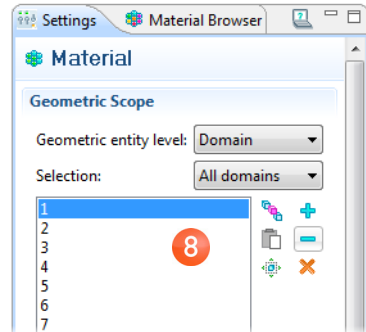 Settings Material Browser
Material
Geometric Scope
Geometric entity level: Domain
Selection: All domains
1
2
3
4
5
6
7
8